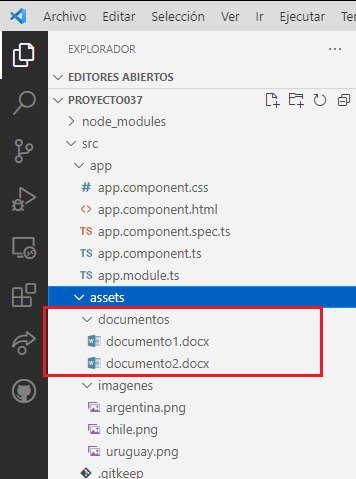 Archivo Editar Selección Ver Ir Ejecutar
EXPLORADOR
EDITORES ABIERTOS
PROYECTO037
node_modules
src
app
# app.component.css
<> app.component.html
TS app.component.spec.ts
TS app.component.ts
TS app.module.ts
assets
documentos
documento1.docx
documento2.docx
imagenes
argentina.png
chile.png
uruguay.png
.gitkeep